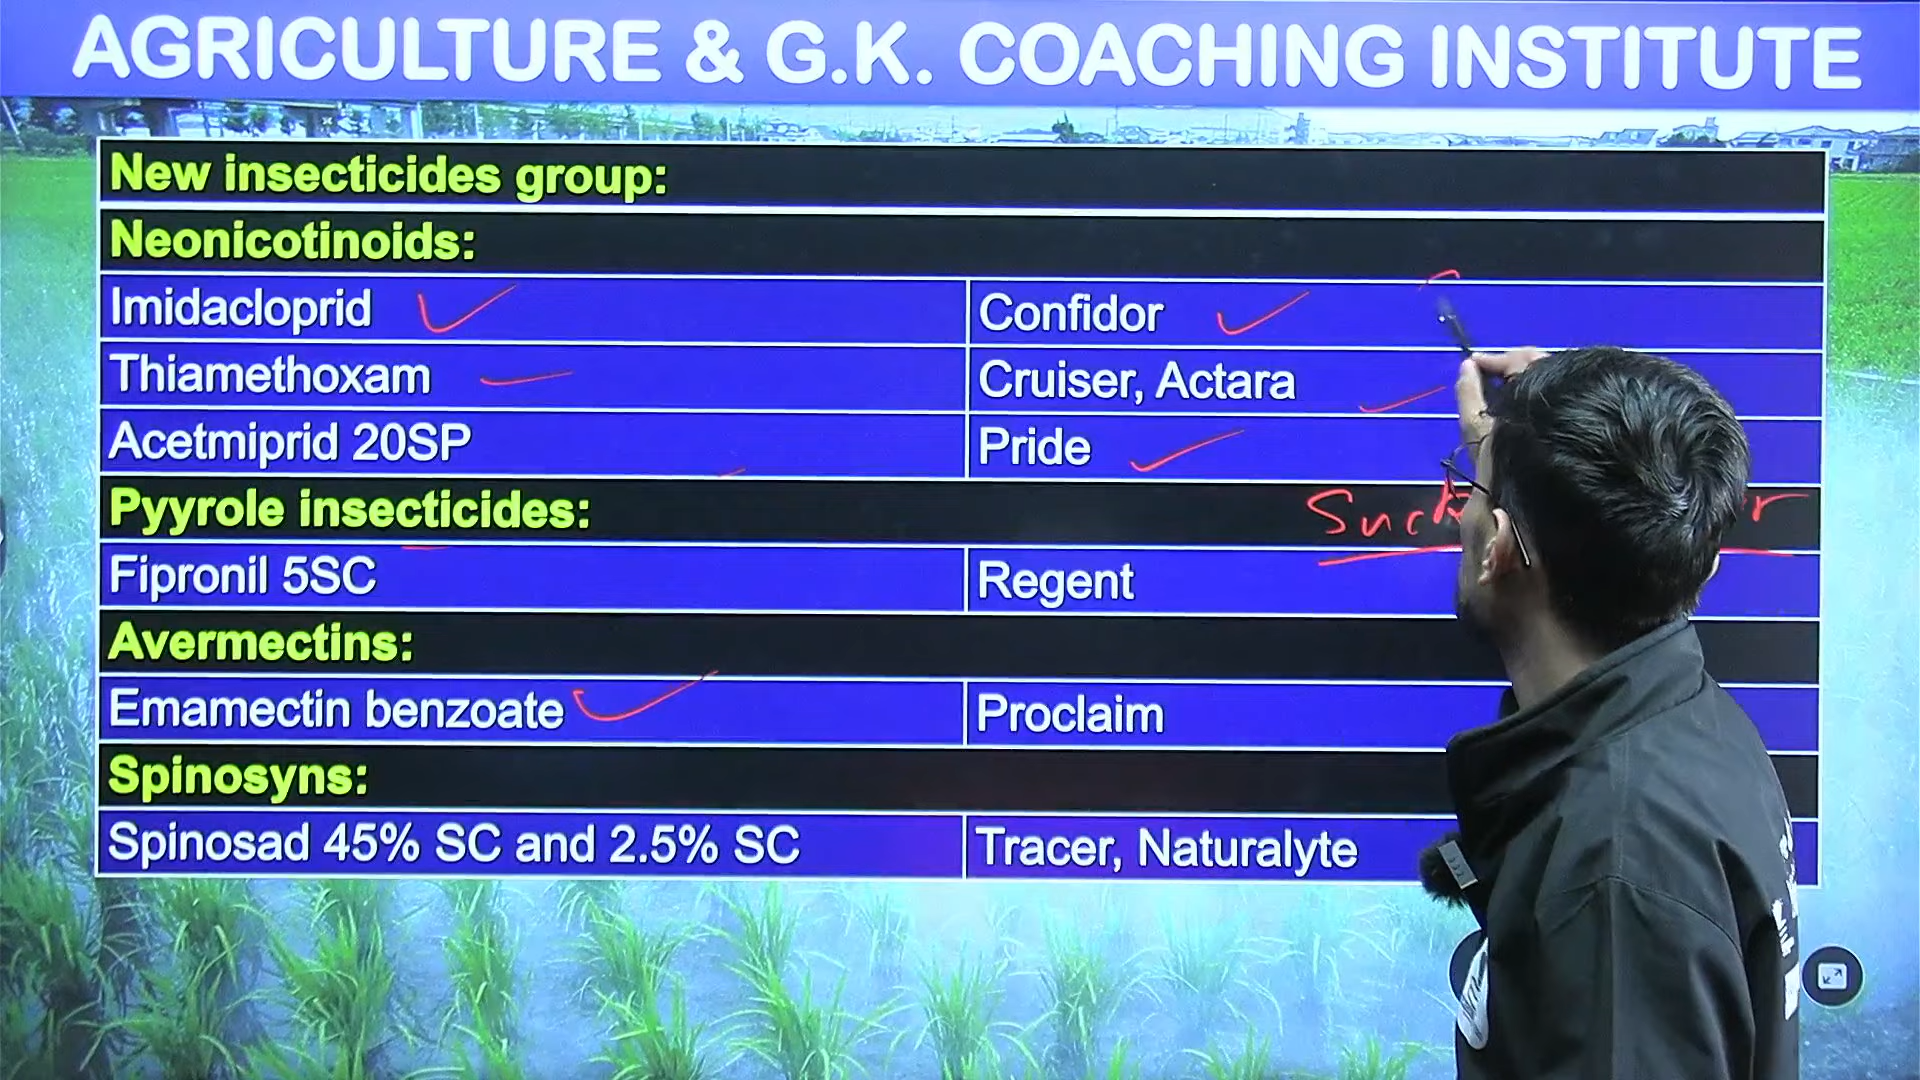 AGRICULTURE & G.K. COACHING INSTITUTE
New insecticides group:
Neonicotinoids:
Imidacloprid Confidor
Thiamethoxam Cruiser, Actara
Acetmiprid 20SP Pride
Pyyrole insecticides:
Fipronil 5SC Regent
Avermectins:
Emamectin benzoate Proclaim
Spinosyns:
Spinosad 45% SC and 2.5% SC Tracer, Naturalyte